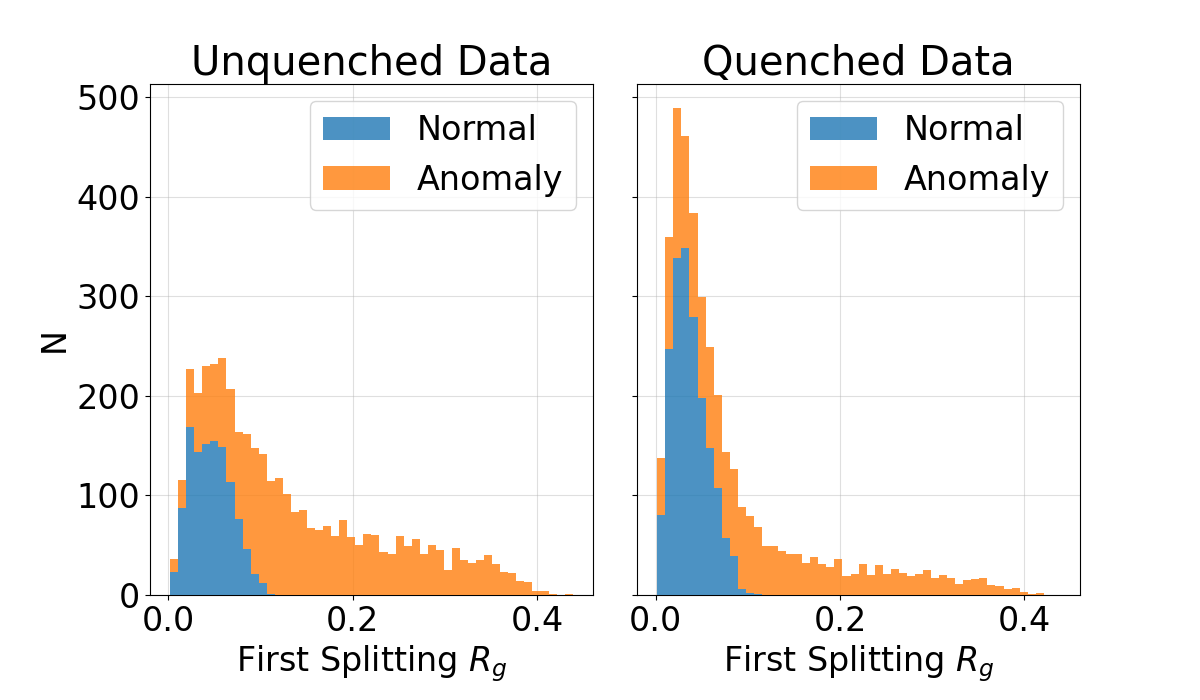 Unquenched Data
Quenched Data
Normal
Anomaly
Normal
Anomaly
500
400
300
200
100
0
N
0.0 0.2 0.4
0.0 0.2 0.4
First Splitting R_g
First Splitting R_g